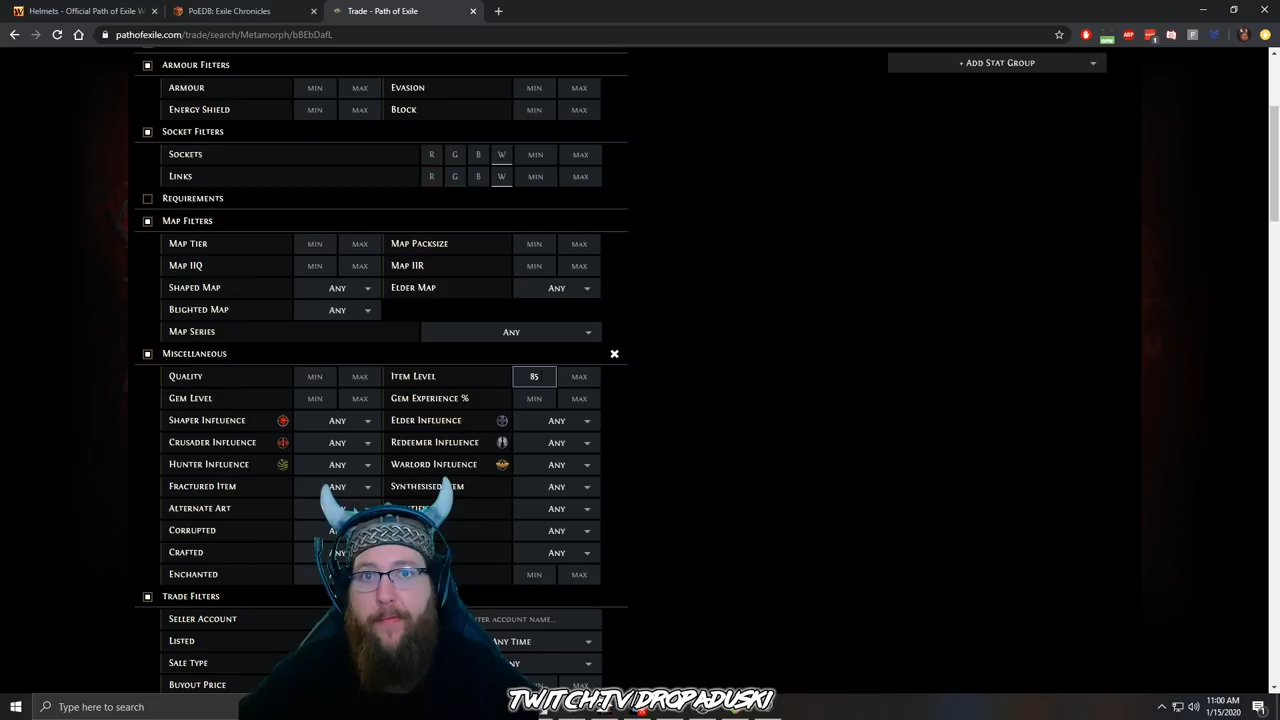 Helmets - Official Path of Exile W
PoEDB: Exile Chronicles
Trade - Path of Exile
pathofexile.com/trade/search/Metamorph/bBEbDafL
Armour Filters
+ Add Stat Group
Armour MIN MAX Evasion MIN MAX
Energy Shield MIN MAX Block MIN MAX
Socket Filters
Sockets R G B W MIN MAX
Links R G B W MIN MAX
Requirements
Map Filters
Map Tier MIN MAX Map Packsize MIN MAX
Map IIQ MIN MAX Map IIR MIN MAX
Shaped Map Any Elder Map Any
Blighted Map Any
Map Series Any
Miscellaneous
Quality MIN MAX Item Level 85 MAX
Gem Level MIN MAX Gem Experience % MIN MAX
Shaper Influence Any Elder Influence Any
Crusader Influence Any Redeemer Influence Any
Hunter Influence Any Warlord Influence Any
Fractured Item Any Synthesised Item Any
Alternate Art Any
Corrupted Any
Crafted Any
Enchanted MIN MAX
Trade Filters
Seller Account account name...
Listed Any Time
Sale Type
Buyout Price MAX
TWITCH.TV DROPADUSKI
Type here to search
11:00 AM
1/15/2020